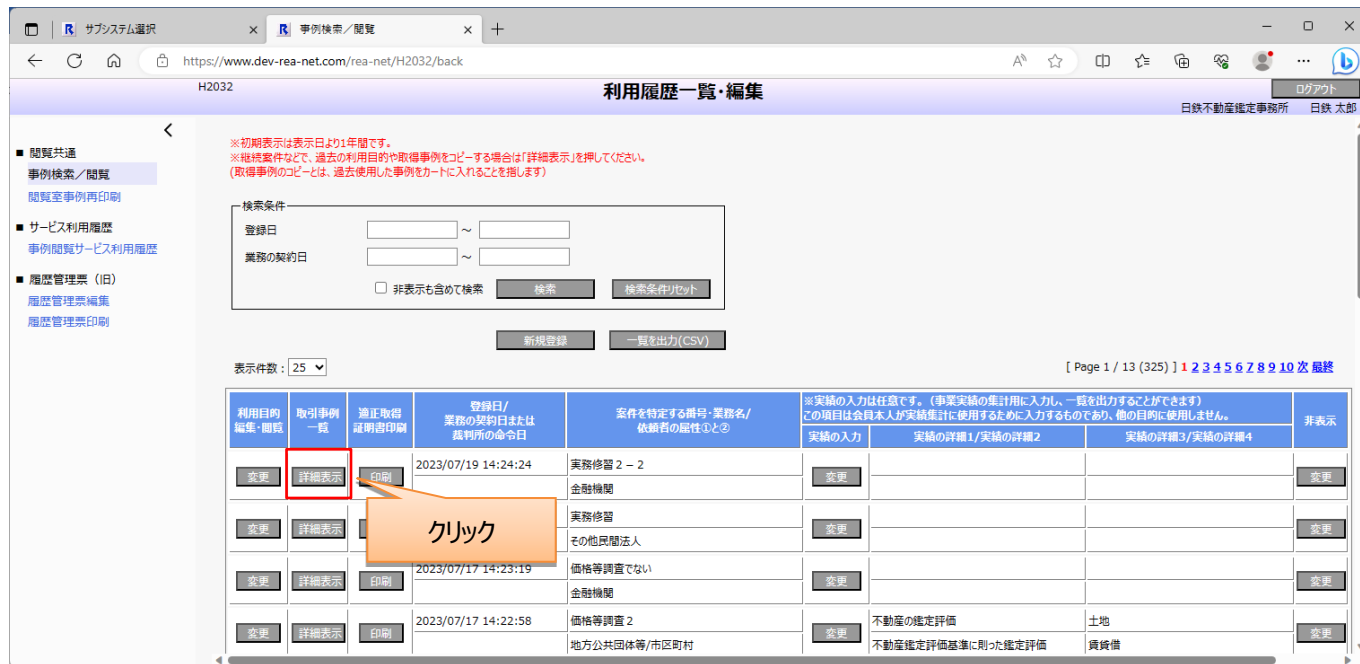 サブシステム選択
事例検索／閲覧
https://www.dev-rea-net.com/rea-net/H2032/back
H2032
利用履歴一覧・編集
ログアウト
日鉄不動産鑑定事務所 日鉄 太郎
■ 閲覧共通
事例検索／閲覧
閲覧室事例再印刷
■ サービス利用履歴
事例閲覧サービス利用履歴
■ 履歴管理票（旧）
履歴管理票編集
履歴管理票印刷
※初期表示は表示日より1年間です。
※継続案件などで、過去の利用目的や取得事例をコピーする場合は「詳細表示」を押してください。
(取得事例のコピーとは、過去使用した事例をカートに入れることを指します)
検索条件
登録日 ～
業務の契約日 ～
非表示も含めて検索 検索 検索条件リセット
新規登録 一覧を出力(CSV)
表示件数： 25
[ Page 1 / 13 (325) ] 1 2 3 4 5 6 7 8 9 10 次 最終
利用目的
編集・閲覧
取引事例
一覧
適正取得
証明書印刷
登録日/
業務の契約日または
裁判所の命令日
案件を特定する番号・業務名/
依頼者の属性①と②
※実績の入力は任意です。（事業実績の集計用に入力し、一覧を出力することができます）
この項目は会員本人が実績集計に使用するために入力するものであり、他の目的に使用しません。
実績の入力 実績の詳細1/実績の詳細2 実績の詳細3/実績の詳細4
非表示
変更 詳細表示 印刷 2023/07/19 14:24:24 実務修習２－２ 変更 変更
金融機関
変更 詳細表示 実務修習 変更 変更
その他民間法人
クリック
変更 詳細表示 印刷 2023/07/17 14:23:19 価格等調査でない 変更 変更
金融機関
変更 詳細表示 印刷 2023/07/17 14:22:58 価格等調査２ 変更 不動産の鑑定評価 土地 変更
地方公共団体等/市区町村 不動産鑑定評価基準に則った鑑定評価 賃貸借